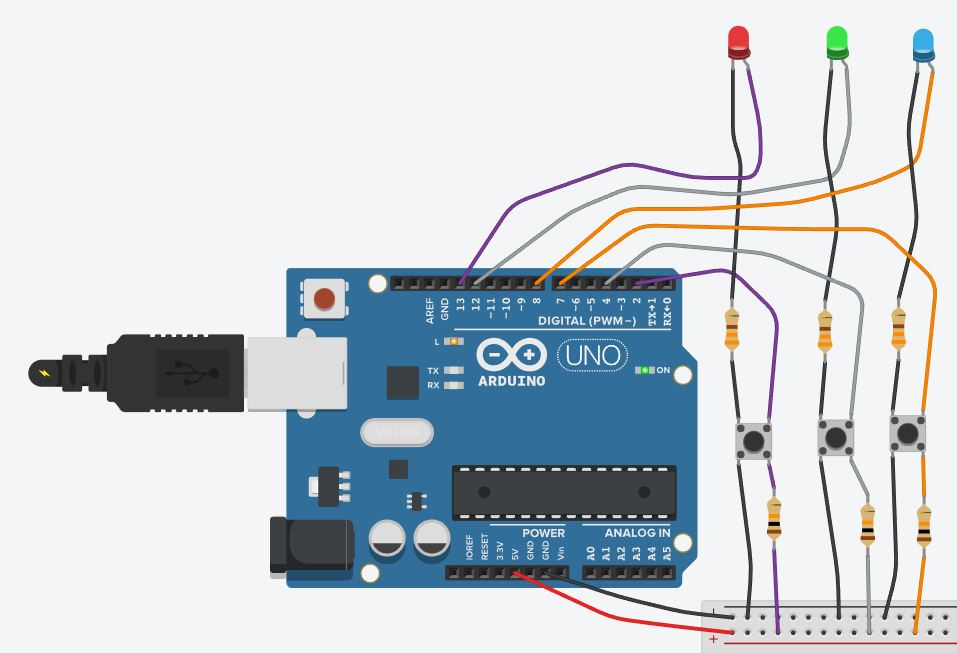 AREF
GND
13
12
~11
~10
~9
8
7
~6
~5
4
~3
2
TX→1
RX←0
DIGITAL (PWM~)
L
TX
RX
ARDUINO
UNO
ON
POWER
ANALOG IN
IOREF
RESET
3.3V
5V
GND
GND
Vin
A0
A1
A2
A3
A4
A5
-
+